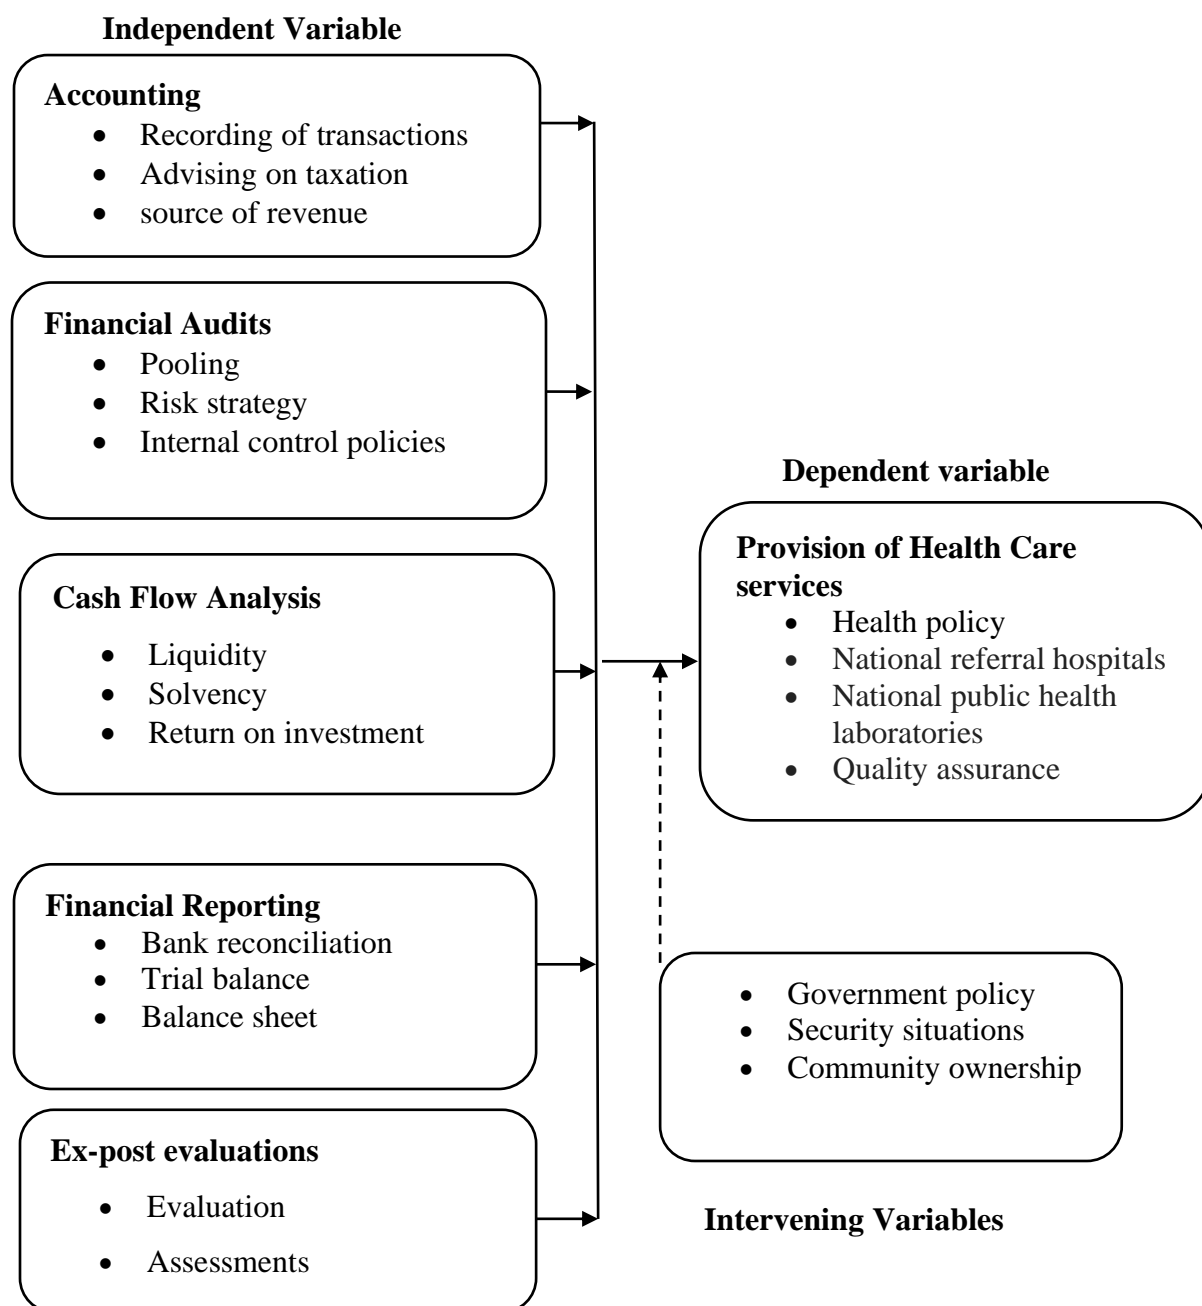 Independent Variable
Accounting
• Recording of transactions
• Advising on taxation
• source of revenue
Financial Audits
• Pooling
• Risk strategy
• Internal control policies
Cash Flow Analysis
• Liquidity
• Solvency
• Return on investment
Financial Reporting
• Bank reconciliation
• Trial balance
• Balance sheet
Ex-post evaluations
• Evaluation
• Assessments
Dependent variable
Provision of Health Care
services
• Health policy
• National referral hospitals
• National public health
laboratories
• Quality assurance
• Government policy
• Security situations
• Community ownership
Intervening Variables